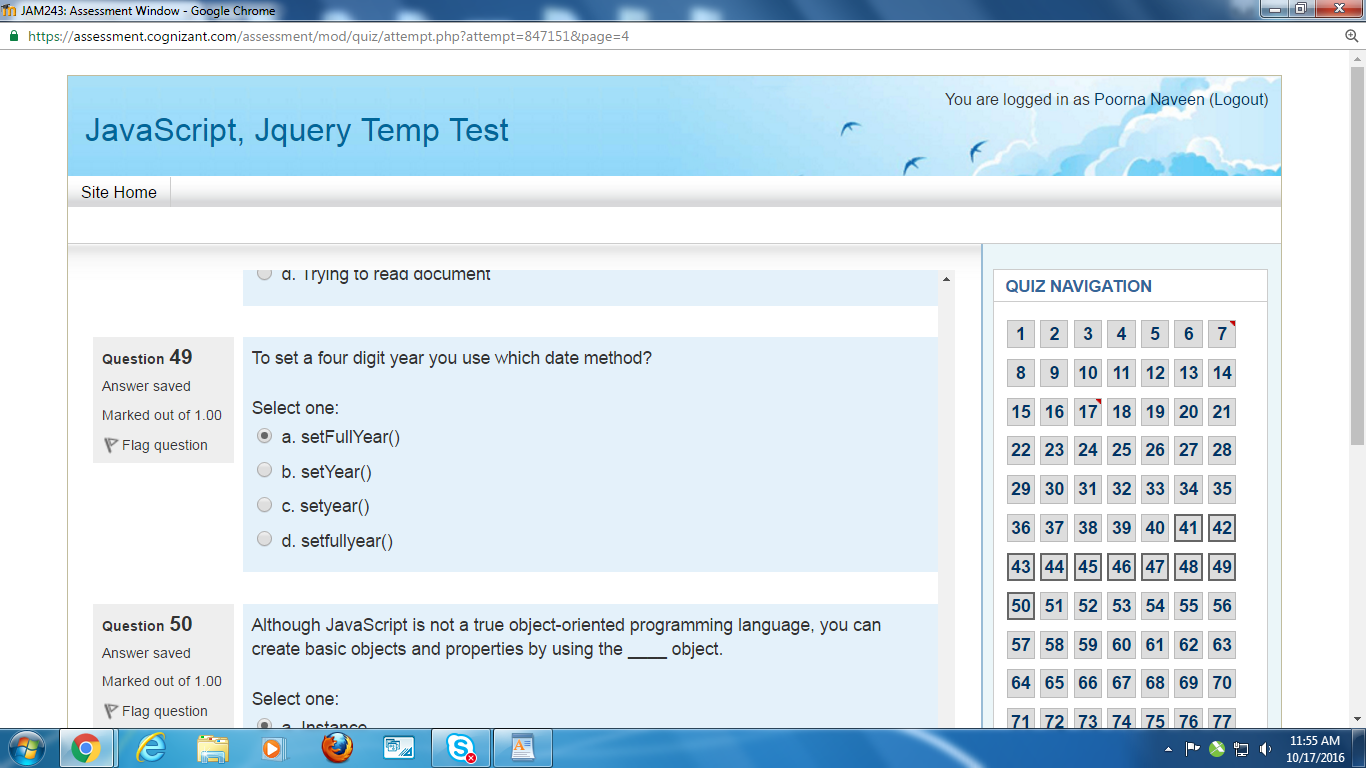 JAM243: Assessment Window - Google Chrome
https://assessment.cognizant.com/assessment/mod/quiz/attempt.php?attempt=847151&page=4
You are logged in as Poorna Naveen (Logout)
JavaScript, Jquery Temp Test
Site Home
d. Trying to read document
Question 49
Answer saved
Marked out of 1.00
Flag question
To set a four digit year you use which date method?
Select one:
a. setFullYear()
b. setYear()
c. setyear()
d. setfullyear()
Question 50
Answer saved
Marked out of 1.00
Flag question
Although JavaScript is not a true object-oriented programming language, you can
create basic objects and properties by using the ____ object.
Select one:
a. Instance
QUIZ NAVIGATION
1 2 3 4 5 6 7
8 9 10 11 12 13 14
15 16 17 18 19 20 21
22 23 24 25 26 27 28
29 30 31 32 33 34 35
36 37 38 39 40 41 42
43 44 45 46 47 48 49
50 51 52 53 54 55 56
57 58 59 60 61 62 63
64 65 66 67 68 69 70
71 72 73 74 75 76 77
11:55 AM
10/17/2016